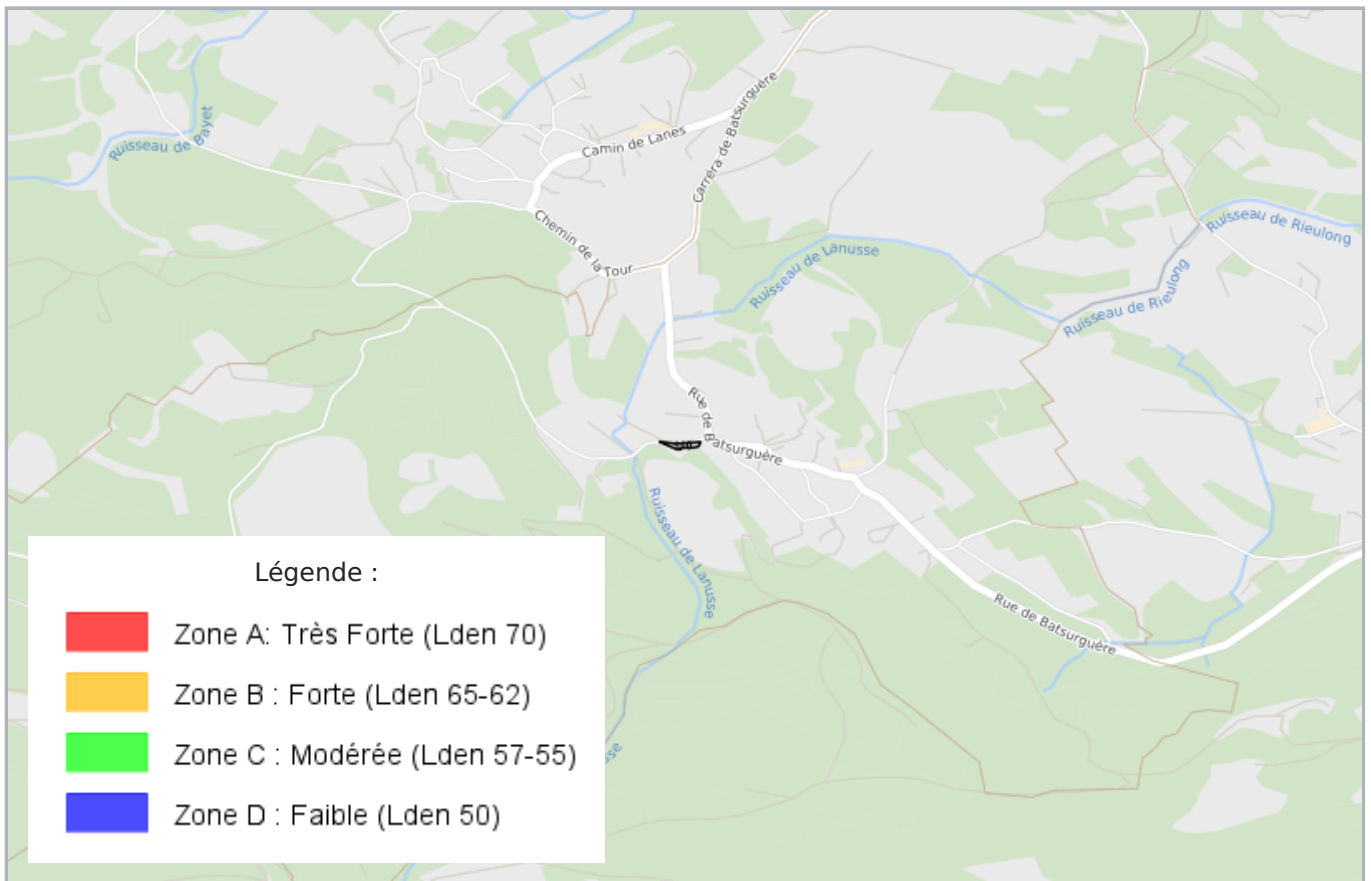 Ruisseau de Bayet
Camin de Lanes
Carréra de Batsurguère
Chemin de la Tour
Ruisseau de Lanusse
Ruisseau de Rieulong
Ruisseau de Rieulong
Rue de Batsurguère
Ruisseau de Lanusse
Rue de Batsurguère
Légende :
Zone A: Très Forte (Lden 70)
Zone B : Forte (Lden 65-62)
Zone C : Modérée (Lden 57-55)
Zone D : Faible (Lden 50)